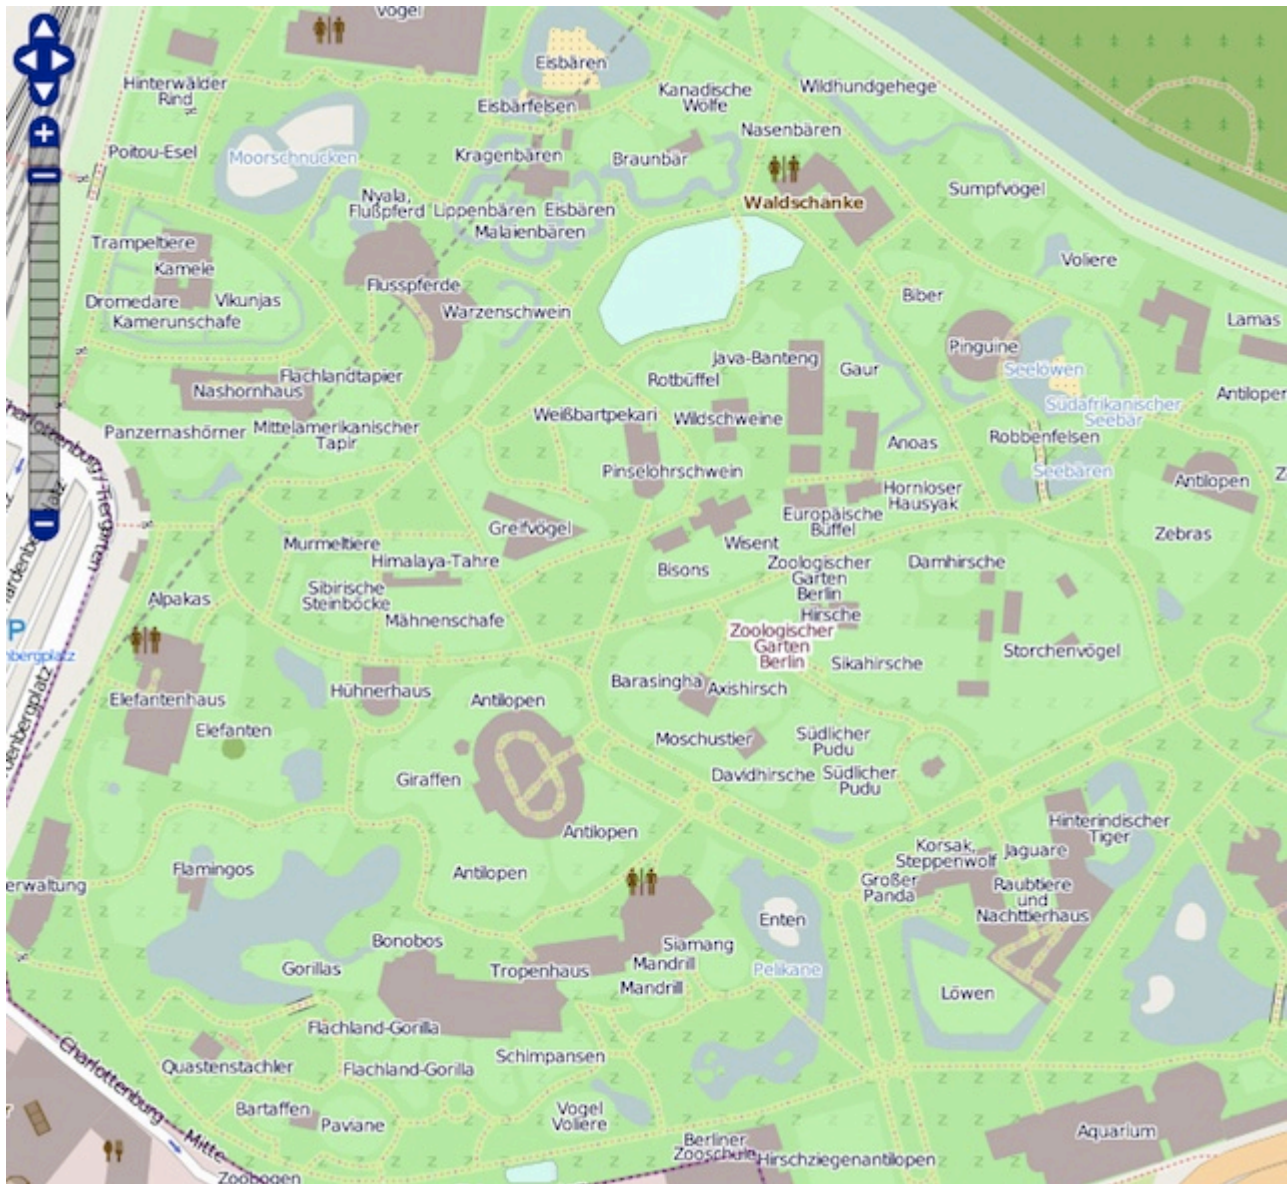 Vögel
Eisbären
Hinterwälder
Rind
Eisbärfelsen
Kanadische
Wölfe
Wildhundgehege
Nasenbären
Poitou-Esel
Moorschnucken
Kragenbären
Braunbär
Waldschänke
Sumpfvögel
Nyala,
Flußpferd
Lippenbären
Eisbären
Malaienbären
Trampeltiere
Kamele
Voliere
Dromedare
Vikunjas
Kamerunschafe
Flusspferde
Warzenschwein
Biber
Lamas
Pinguine
Java-Banteng
Gaur
Seelöwen
Nashornhaus
Flachlandtapier
Rotbüffel
Südafrikanischer
Seebär
Antilopen
Panzernashörner
Mittelamerikanischer
Tapir
Weißbartpekari
Wildschweine
Anoas
Robbenfelsen
Pinselohrschwein
Seebären
Antilopen
Z
Hornloser
Hausyak
Europäische
Büffel
Greifvögel
Murmeltiere
Himalaya-Tahre
Wisent
Zebras
Bisons
Zoologischer
Garten
Berlin
Damhirsche
Sibirische
Steinböcke
Alpakas
Mähnenschafe
Hirsche
Zoologischer
Garten
Berlin
P
nbergplatz
Sikahirsche
Storchenvögel
Elefantenhaus
Hühnerhaus
Antilopen
Barasingha
Axishirsch
Elefanten
Moschustier
Südlicher
Pudu
Giraffen
Davidhirsche
Südlicher
Pudu
Antilopen
Hinterindischer
Tiger
Korsak,
Steppenwolf
Jaguare
Flamingos
Antilopen
Großer
Panda
Raubtiere
und
Nachttierhaus
erwaltung
Enten
Bonobos
Siamang
Gorillas
Tropenhaus
Mandrill
Pelikane
Mandrill
Löwen
Flachland-Gorilla
Schimpansen
Quastenstachler
Flachland-Gorilla
Bartaffen
Paviane
Vogel
Voliere
Berliner
Zooschule
Hirschziegenantilopen
Aquarium
Zoobogen
Charlottenburg
Mitte
Charlottenburg
Tiergarten